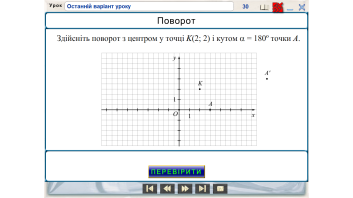 Урок Останній варіант уроку 30
Поворот
Здійсніть поворот з центром у точці K(2; 2) і кутом α = 180° точки A.
y
A'
K
1
A
O 1 x
ПЕРЕВІРИТИ